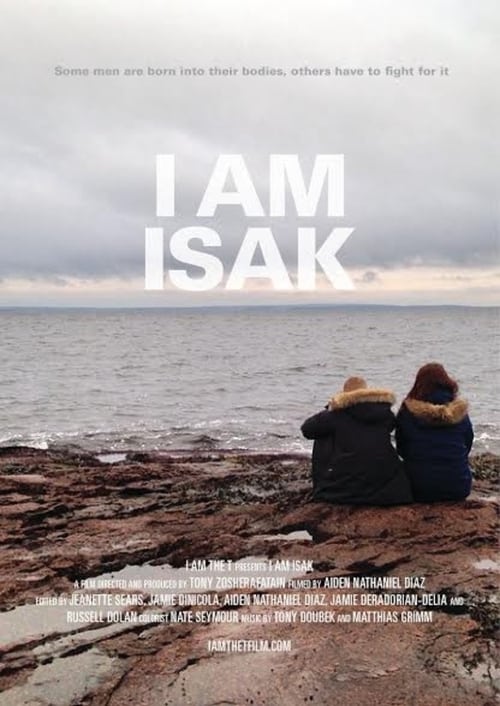 Some men are born into their bodies, others have to fight for it
I AM
ISAK
I AM THE T PRESENTS I AM ISAK
A FILM DIRECTED AND PRODUCED BY TONY ZOSHERAFATAIN FILMED BY AIDEN NATHANIEL DIAZ
EDITED BY JEANETTE SEARS, JAMIE DINICOLA, AIDEN NATHANIEL DIAZ, JAMIE DERADORIAN-DELIA AND
RUSSELL DOLAN COLORIST NATE SEYMOUR MUSIC BY TONY DOUBEK AND MATTHIAS GRIMM
IAMTHETFILM.COM